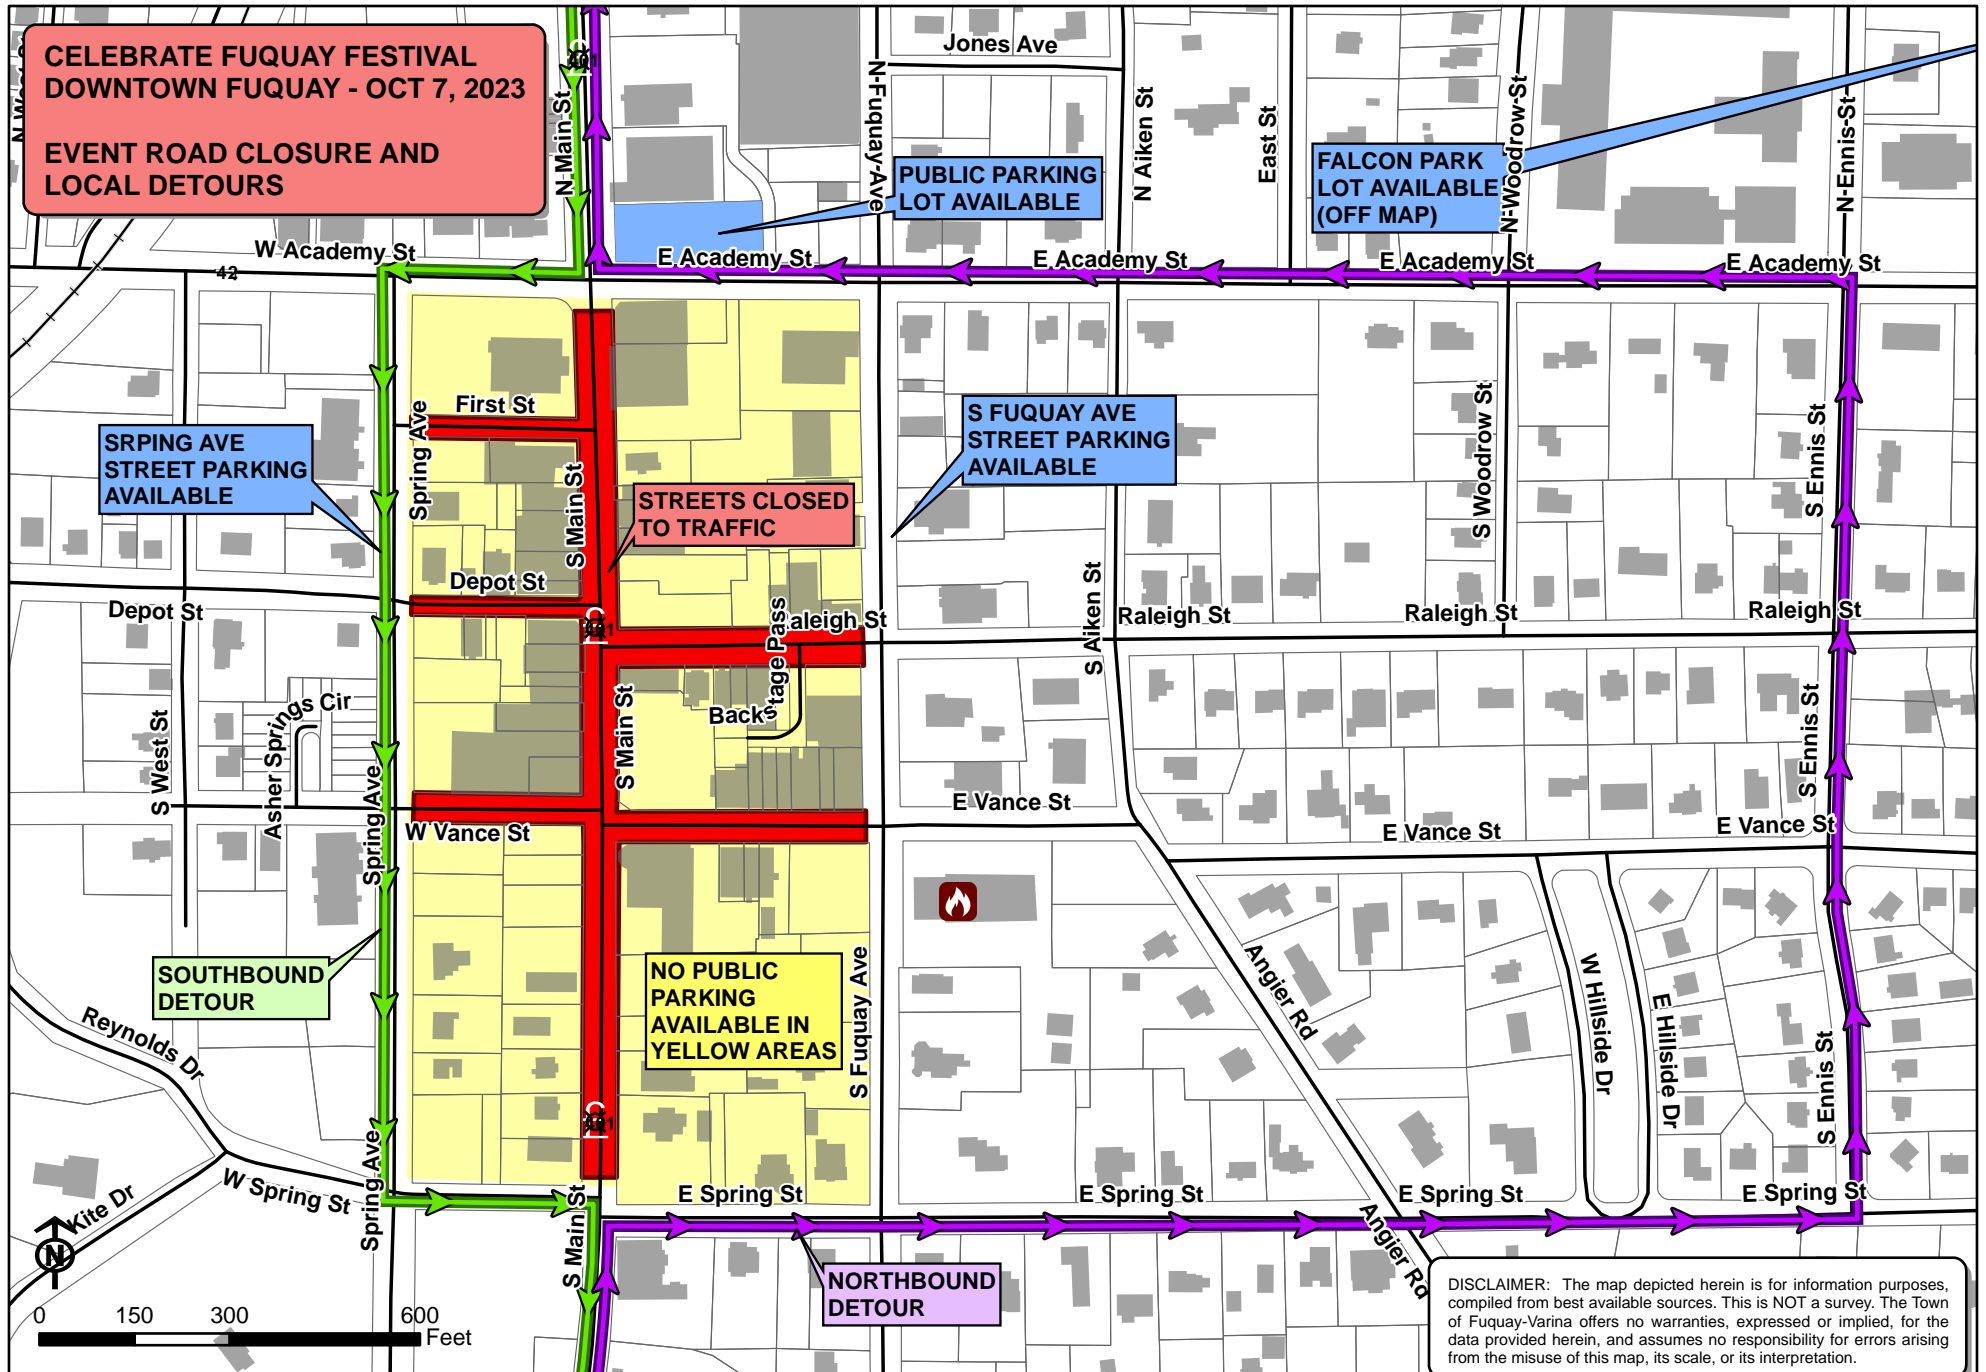 CELEBRATE FUQUAY FESTIVAL
DOWNTOWN FUQUAY - OCT 7, 2023
EVENT ROAD CLOSURE AND
LOCAL DETOURS
N Main St
Jones Ave
N-Fuquay-Ave
N Aiken St
East St
N-Woodrow-St
N-Ennis-St
PUBLIC PARKING
LOT AVAILABLE
FALCON PARK
LOT AVAILABLE
(OFF MAP)
W Academy St
42
E Academy St
E Academy St
E Academy St
E Academy St
First St
Spring Ave
S Main St
SRPING AVE
STREET PARKING
AVAILABLE
S FUQUAY AVE
STREET PARKING
AVAILABLE
STREETS CLOSED
TO TRAFFIC
S Woodrow St
S Ennis St
Depot St
Depot St
aleigh St
Raleigh St
Raleigh St
Raleigh St
S Aiken St
Backstage Pass
S Main St
S West St
Asher Springs Cir
Spring Ave
S Ennis St
W Vance St
E Vance St
E Vance St
E Vance St
SOUTHBOUND
DETOUR
NO PUBLIC
PARKING
AVAILABLE IN
YELLOW AREAS
S Fuquay Ave
Angier Rd
W Hillside Dr
E Hillside Dr
S Ennis St
Reynolds Dr
W Spring St
Kite Dr
Spring Ave
S Main St
E Spring St
E Spring St
E Spring St
E Spring St
Angier Rd
NORTHBOUND
DETOUR
N
0 150 300 600
Feet
DISCLAIMER: The map depicted herein is for information purposes,
compiled from best available sources. This is NOT a survey. The Town
of Fuquay-Varina offers no warranties, expressed or implied, for the
data provided herein, and assumes no responsibility for errors arising
from the misuse of this map, its scale, or its interpretation.